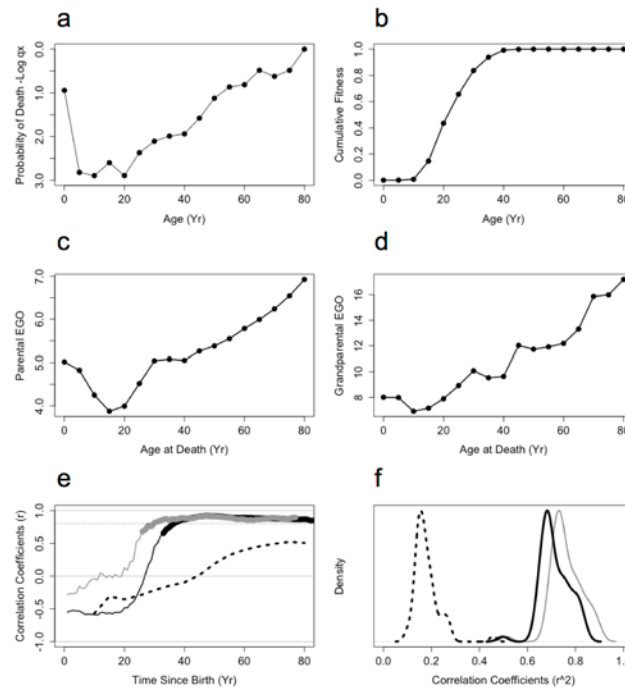 a
b
Probability of Death -Log qx
0.0
1.0
2.0
3.0
0 20 40 60 80
Age (Yr)
Cumulative Fitness
1.0
0.8
0.6
0.4
0.2
0.0
0 20 40 60 80
Age (Yr)
c
d
Parental EGO
7.0
6.0
5.0
4.0
0 20 40 60 80
Age at Death (Yr)
Grandparental EGO
16
14
12
10
8
0 20 40 60 80
Age at Death (Yr)
e
f
Correlation Coefficients (r)
1.0
0.5
0.0
-0.5
-1.0
0 20 40 60 80
Time Since Birth (Yr)
Density
0.0 0.2 0.4 0.6 0.8 1.0
Correlation Coefficients (r^2)